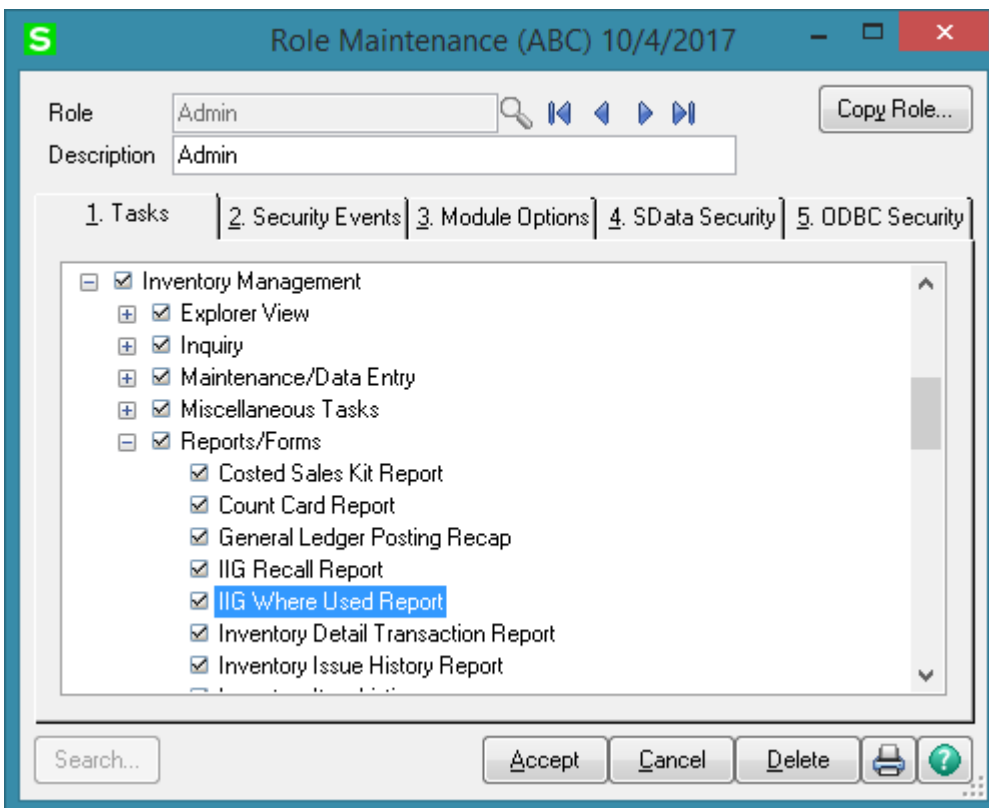 S Role Maintenance (ABC) 10/4/2017
Role Admin Copy Role...
Description Admin
1. Tasks 2. Security Events 3. Module Options 4. SData Security 5. ODBC Security
Inventory Management
Explorer View
Inquiry
Maintenance/Data Entry
Miscellaneous Tasks
Reports/Forms
Costed Sales Kit Report
Count Card Report
General Ledger Posting Recap
IIG Recall Report
IIG Where Used Report
Inventory Detail Transaction Report
Inventory Issue History Report
Search... Accept Cancel Delete ?